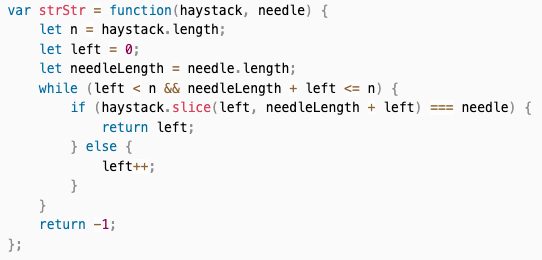 var strStr = function(haystack, needle) {
    let n = haystack.length;
    let left = 0;
    let needleLength = needle.length;
    while (left < n && needleLength + left <= n) {
        if (haystack.slice(left, needleLength + left) === needle) {
            return left;
        } else {
            left++;
        }
    }
    return -1;
};